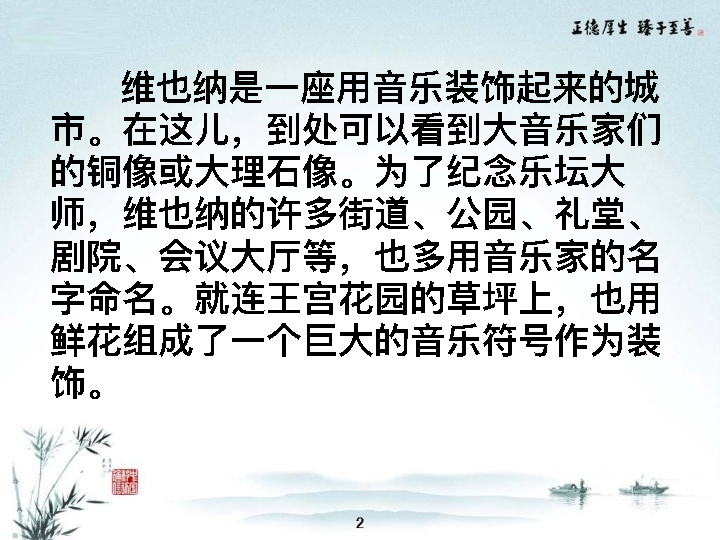 正德厚生 臻于至善
维也纳是一座用音乐装饰起来的城
市。在这儿，到处可以看到大音乐家们
的铜像或大理石像。为了纪念乐坛大
师，维也纳的许多街道、公园、礼堂、
剧院、会议大厅等，也多用音乐家的名
字命名。就连王宫花园的草坪上，也用
鲜花组成了一个巨大的音乐符号作为装
饰。
2